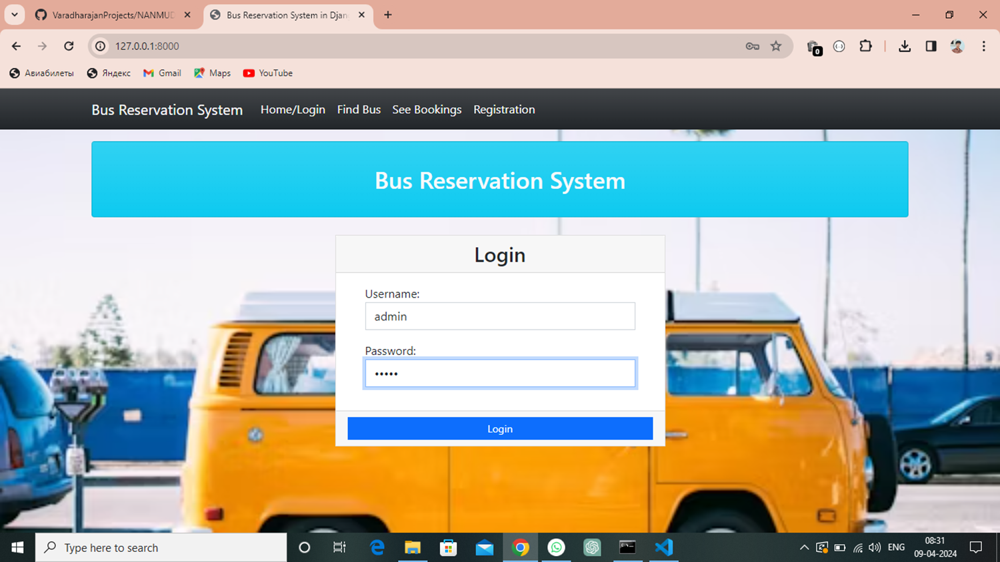 VaradharajanProjects/NANMUD
Bus Reservation System in Djan
127.0.0.1:8000
0
Авиабилеты Яндекс Gmail Maps YouTube
Bus Reservation System Home/Login Find Bus See Bookings Registration
Bus Reservation System
Login
Username:
admin
Password:
•••••
Login
Type here to search
ENG
08:31
09-04-2024